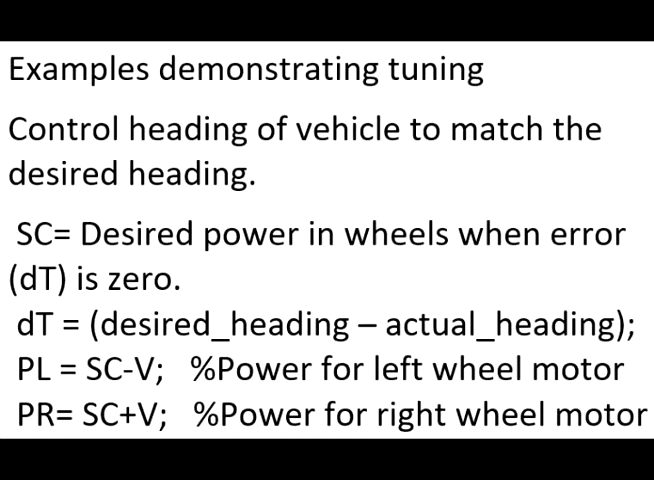 Examples demonstrating tuning
Control heading of vehicle to match the
desired heading.
SC= Desired power in wheels when error
(dT) is zero.
dT = (desired_heading – actual_heading);
PL = SC-V;   %Power for left wheel motor
PR= SC+V;   %Power for right wheel motor